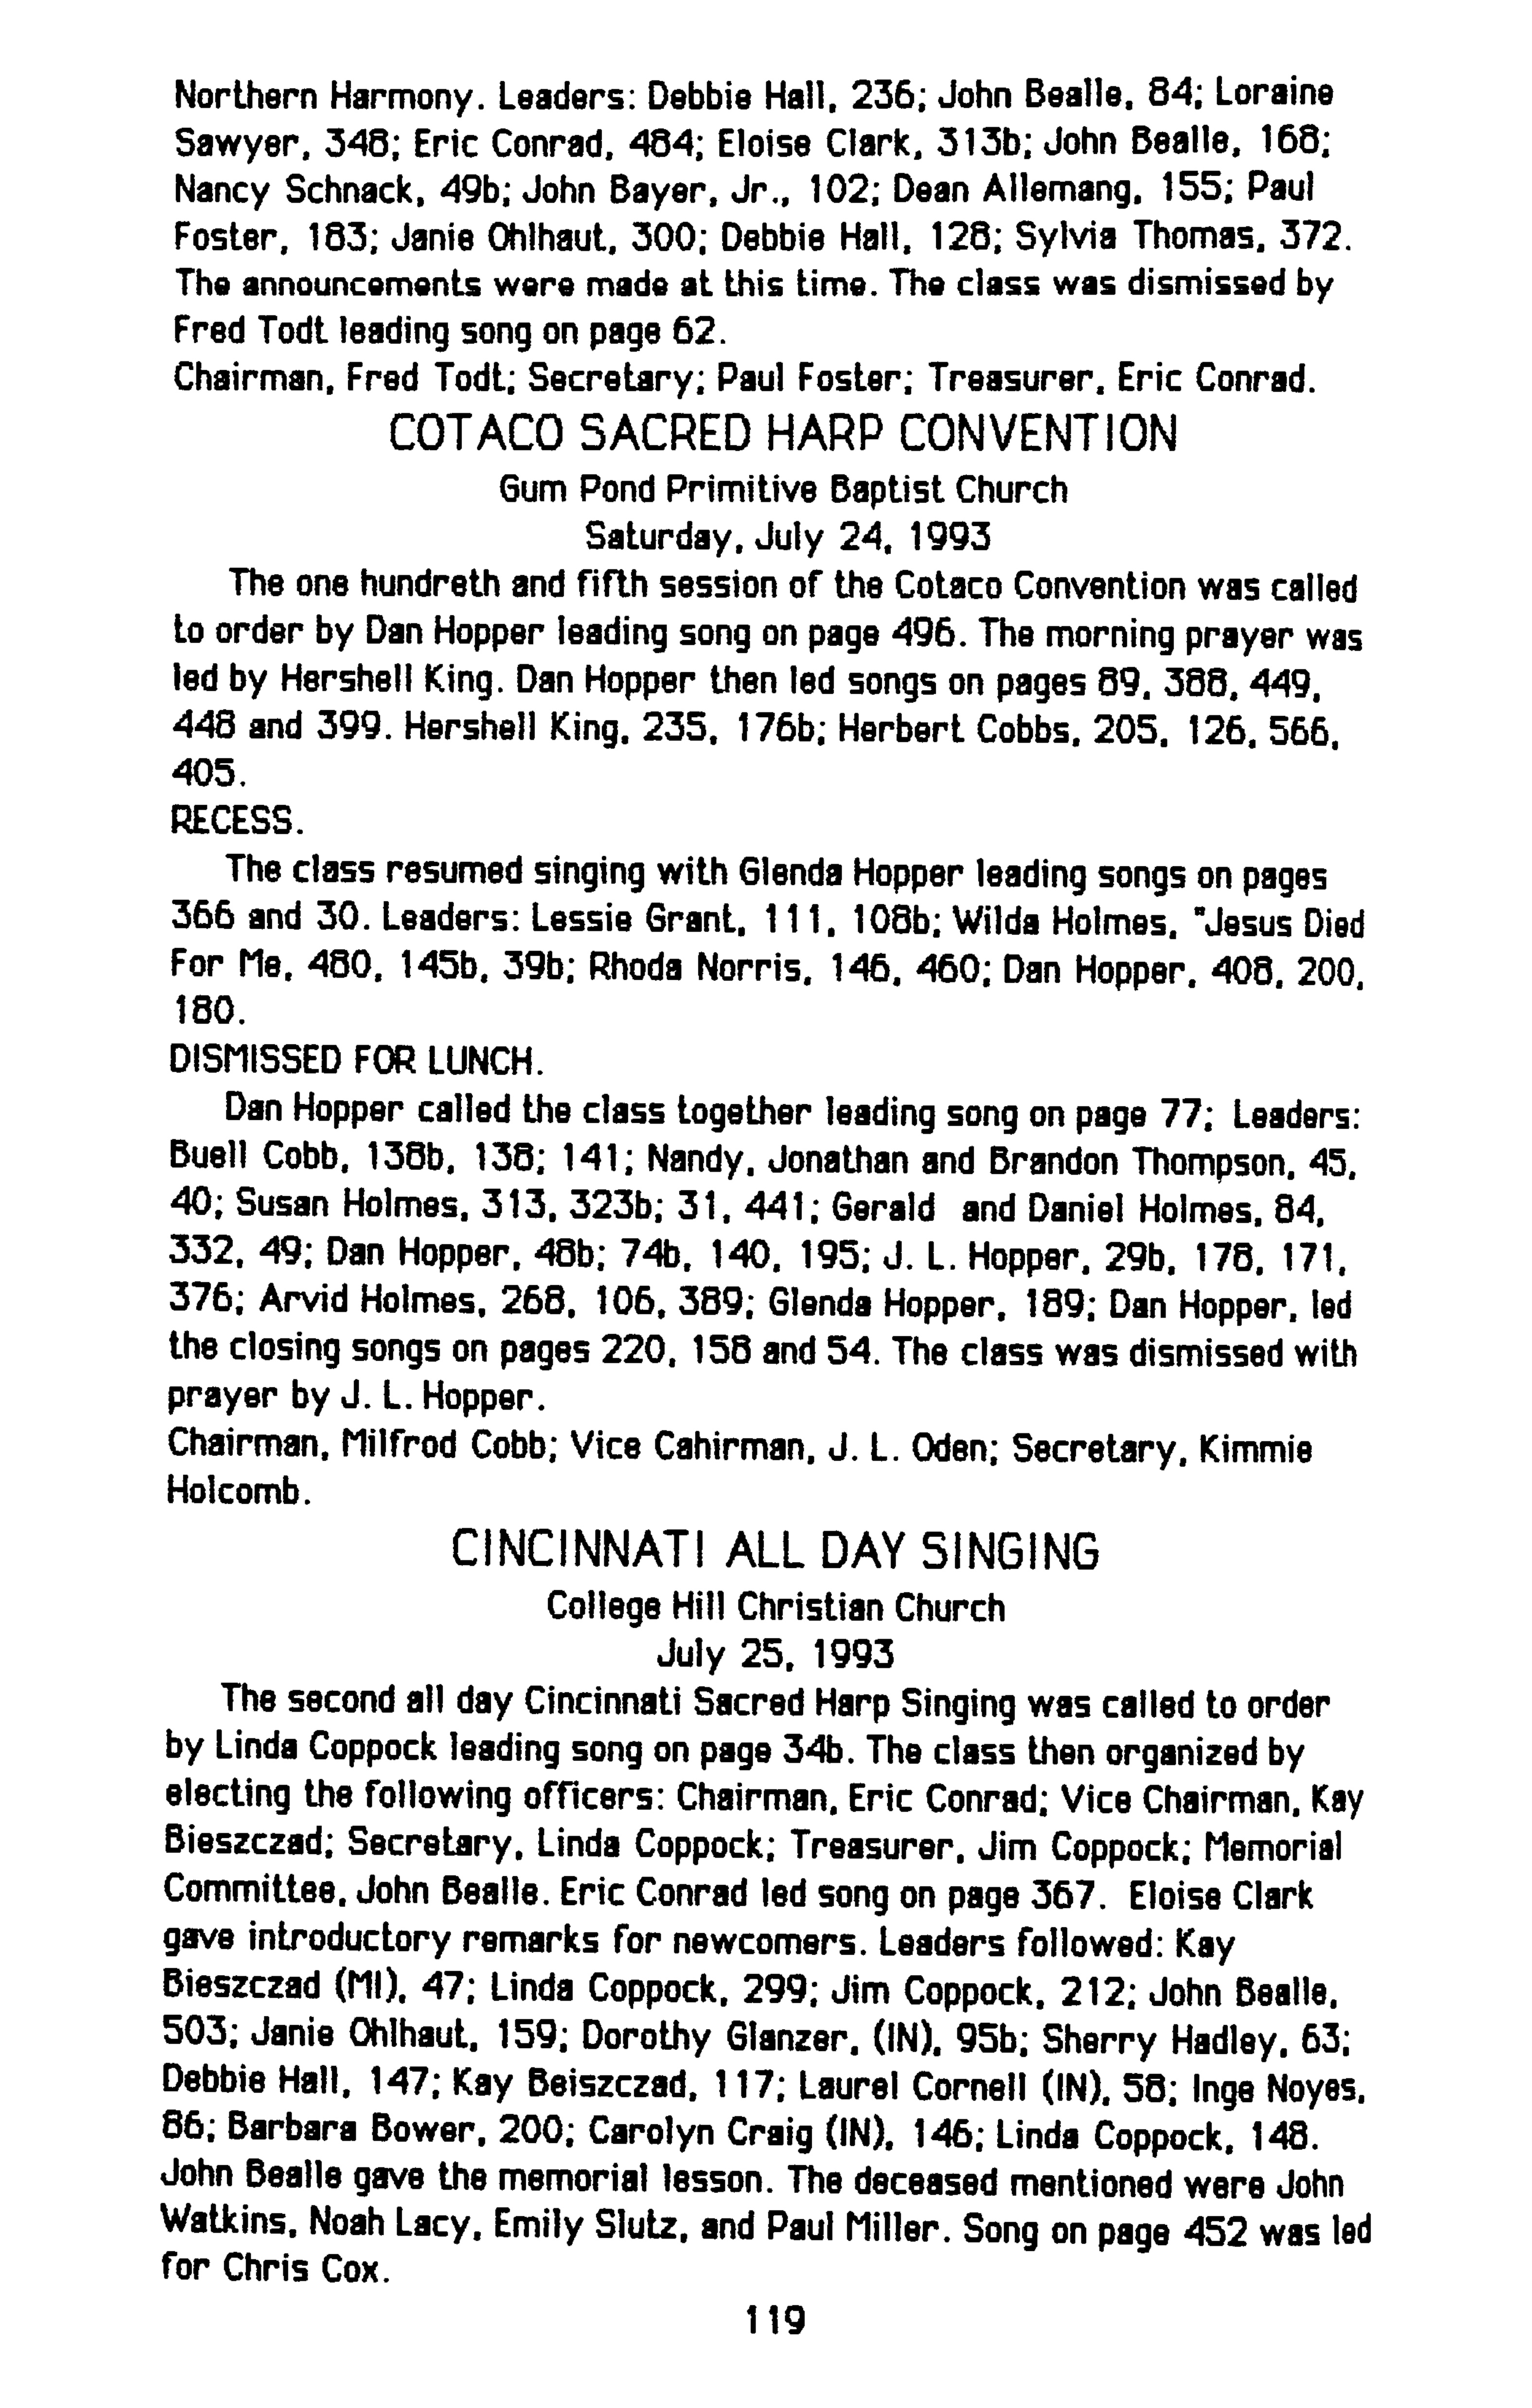 Northern Harmony. Leaders: Debbie Hall, 236; John Bealle, 84; Loraine
Sawyer, 348; Eric Conrad, 484; Eloise Clark, 313b; John Bealle, 168;
Nancy Schnack, 49b; John Bayer, Jr., 102; Dean Allemang, 155; Paul
Foster, 183; Janie Ohlhaut, 300; Debbie Hall, 128; Sylvia Thomas, 372.
The announcements were made at this time. The class was dismissed by
Fred Todt leading song on page 62.
Chairman, Fred Todt; Secretary; Paul Foster; Treasurer, Eric Conrad.
COTACO SACRED HARP CONVENTION
Gum Pond Primitive Baptist Church
Saturday, July 24, 1993
The one hundreth and fifth session of the Cotaco Convention was called
to order by Dan Hopper leading song on page 496. The morning prayer was
led by Hershell King. Dan Hopper then led songs on pages 89, 388, 449,
448 and 399. Hershell King, 235, 176b; Herbert Cobbs, 205, 126, 566,
405.
RECESS.
The class resumed singing with Glenda Hopper leading songs on pages
366 and 30. Leaders: Lessie Grant, 111, 108b; Wilda Holmes, "Jesus Died
For Me, 480, 145b, 39b; Rhoda Norris, 146, 460; Dan Hopper, 408, 200,
180.
DISMISSED FOR LUNCH.
Dan Hopper called the class together leading song on page 77; Leaders:
Buell Cobb, 138b, 138; 141; Nandy, Jonathan and Brandon Thompson, 45,
40; Susan Holmes, 313, 323b; 31, 441; Gerald and Daniel Holmes, 84,
332, 49; Dan Hopper, 48b; 74b, 140, 195; J. L. Hopper, 29b, 178, 171,
376; Arvid Holmes, 268, 106, 389; Glenda Hopper, 189; Dan Hopper, led
the closing songs on pages 220, 158 and 54. The class was dismissed with
prayer by J. L. Hopper.
Chairman, Milfrod Cobb; Vice Cahirman, J. L. Oden; Secretary, Kimmie
Holcomb.
CINCINNATI ALL DAY SINGING
College Hill Christian Church
July 25, 1993
The second all day Cincinnati Sacred Harp Singing was called to order
by Linda Coppock leading song on page 34b. The class then organized by
electing the following officers: Chairman, Eric Conrad; Vice Chairman, Kay
Bieszczad; Secretary, Linda Coppock; Treasurer, Jim Coppock; Memorial
Committee, John Bealle. Eric Conrad led song on page 367. Eloise Clark
gave introductory remarks for newcomers. Leaders followed: Kay
Bieszczad (MI), 47; Linda Coppock, 299; Jim Coppock, 212; John Bealle,
503; Janie Ohlhaut, 159; Dorothy Glanzer, (IN), 95b; Sherry Hadley, 63;
Debbie Hall, 147; Kay Beiszczad, 117; Laurel Cornell (IN), 58; Inge Noyes,
86; Barbara Bower, 200; Carolyn Craig (IN), 146; Linda Coppock, 148.
John Bealle gave the memorial lesson. The deceased mentioned were John
Watkins, Noah Lacy, Emily Slutz, and Paul Miller. Song on page 452 was led
for Chris Cox.
119